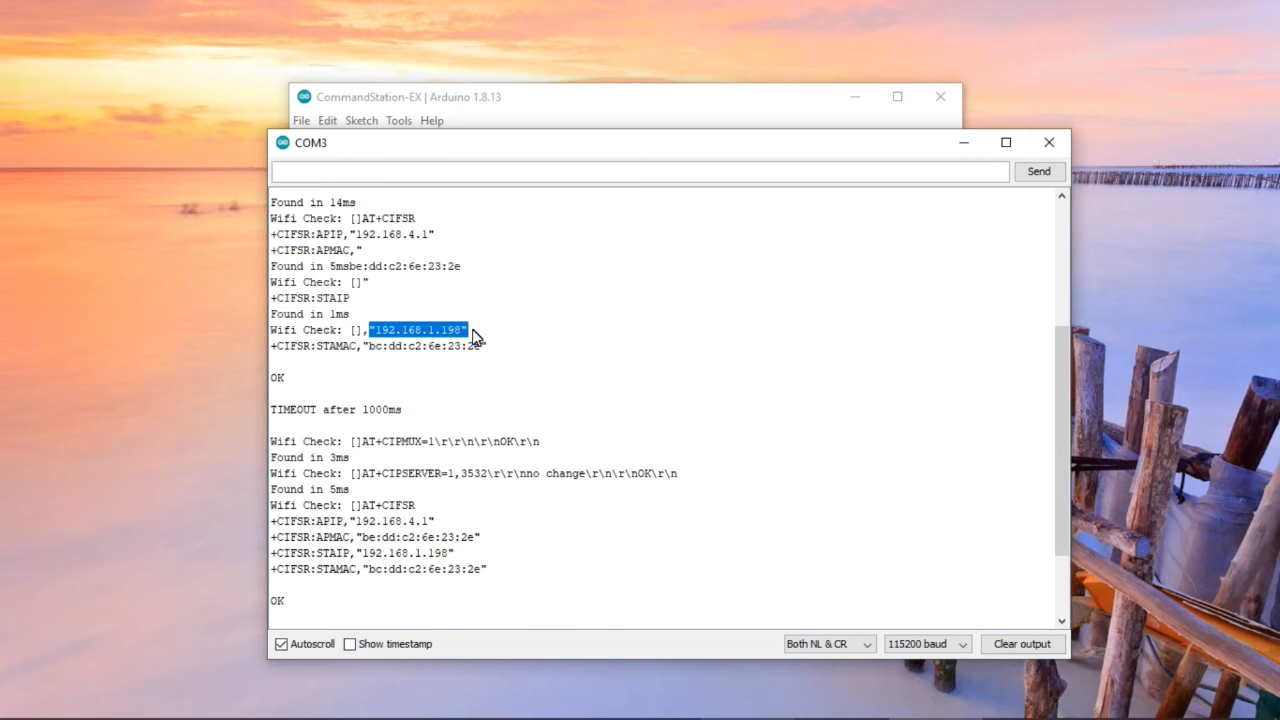 CommandStation-EX | Arduino 1.8.13
File Edit Sketch Tools Help
COM3
Send
Found in 14ms
Wifi Check: []AT+CIFSR
+CIFSR:APIP,"192.168.4.1"
+CIFSR:APMAC,"
Found in 5msbe:dd:c2:6e:23:2e
Wifi Check: []"
+CIFSR:STAIP
Found in 1ms
Wifi Check: [],"192.168.1.198"
+CIFSR:STAMAC,"bc:dd:c2:6e:23:2e"
OK
TIMEOUT after 1000ms
Wifi Check: []AT+CIPMUX=1\r\r\n\r\nOK\r\n
Found in 3ms
Wifi Check: []AT+CIPSERVER=1,3532\r\r\nno change\r\n\r\nOK\r\n
Found in 5ms
Wifi Check: []AT+CIFSR
+CIFSR:APIP,"192.168.4.1"
+CIFSR:APMAC,"be:dd:c2:6e:23:2e"
+CIFSR:STAIP,"192.168.1.198"
+CIFSR:STAMAC,"bc:dd:c2:6e:23:2e"
OK
Autoscroll Show timestamp Both NL & CR 115200 baud Clear output